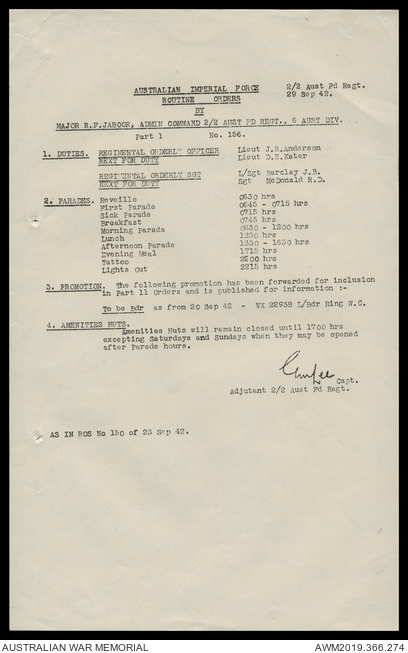 AUSTRALIAN IMPERIAL FORCE 2/2 Aust Fd Regt.
ROUTINE ORDERS 29 Sep 42.
BY
MAJOR R.F.JABOOR, ADMIN COMMAND 2/2 AUST FD REGT., 6 AUST DIV.
Part 1 No. 156.
1. DUTIES. REGIMENTAL ORDERLY OFFICER Lieut J.R.Anderson
NEXT FOR DUTY Lieut D.E.Kater
REGIMENTAL ORDERLY SGT L/Sgt Barclay J.B.
NEXT FOR DUTY Sgt McDonald R.D.
2. PARADES. Reveille 0630 hrs
First Parade 0645 - 0715 hrs
Sick Parade 0715 hrs
Breakfast 0745 hrs
Morning Parade 0830 - 1200 hrs
Lunch 1230 hrs
Afternoon Parade 1330 - 1630 hrs
Evening Meal 1715 hrs
Tattoo 2200 hrs
Lights Out 2215 hrs
3. PROMOTION. The following promotion has been forwarded for inclusion
in Part 11 Orders and is published for information :-
To be Bdr as from 20 Sep 42 - VX 22938 L/Bdr Ring W.C.
4. AMENITIES HUTS.
Amenities Huts will remain closed until 1700 hrs
excepting Saturdays and Sundays when they may be opened
after Parade hours.
Capt.
Adjutant 2/2 Aust Fd Regt.
AS IN ROS No 150 of 23 Sep 42.
AUSTRALIAN WAR MEMORIAL AWM2019.366.274